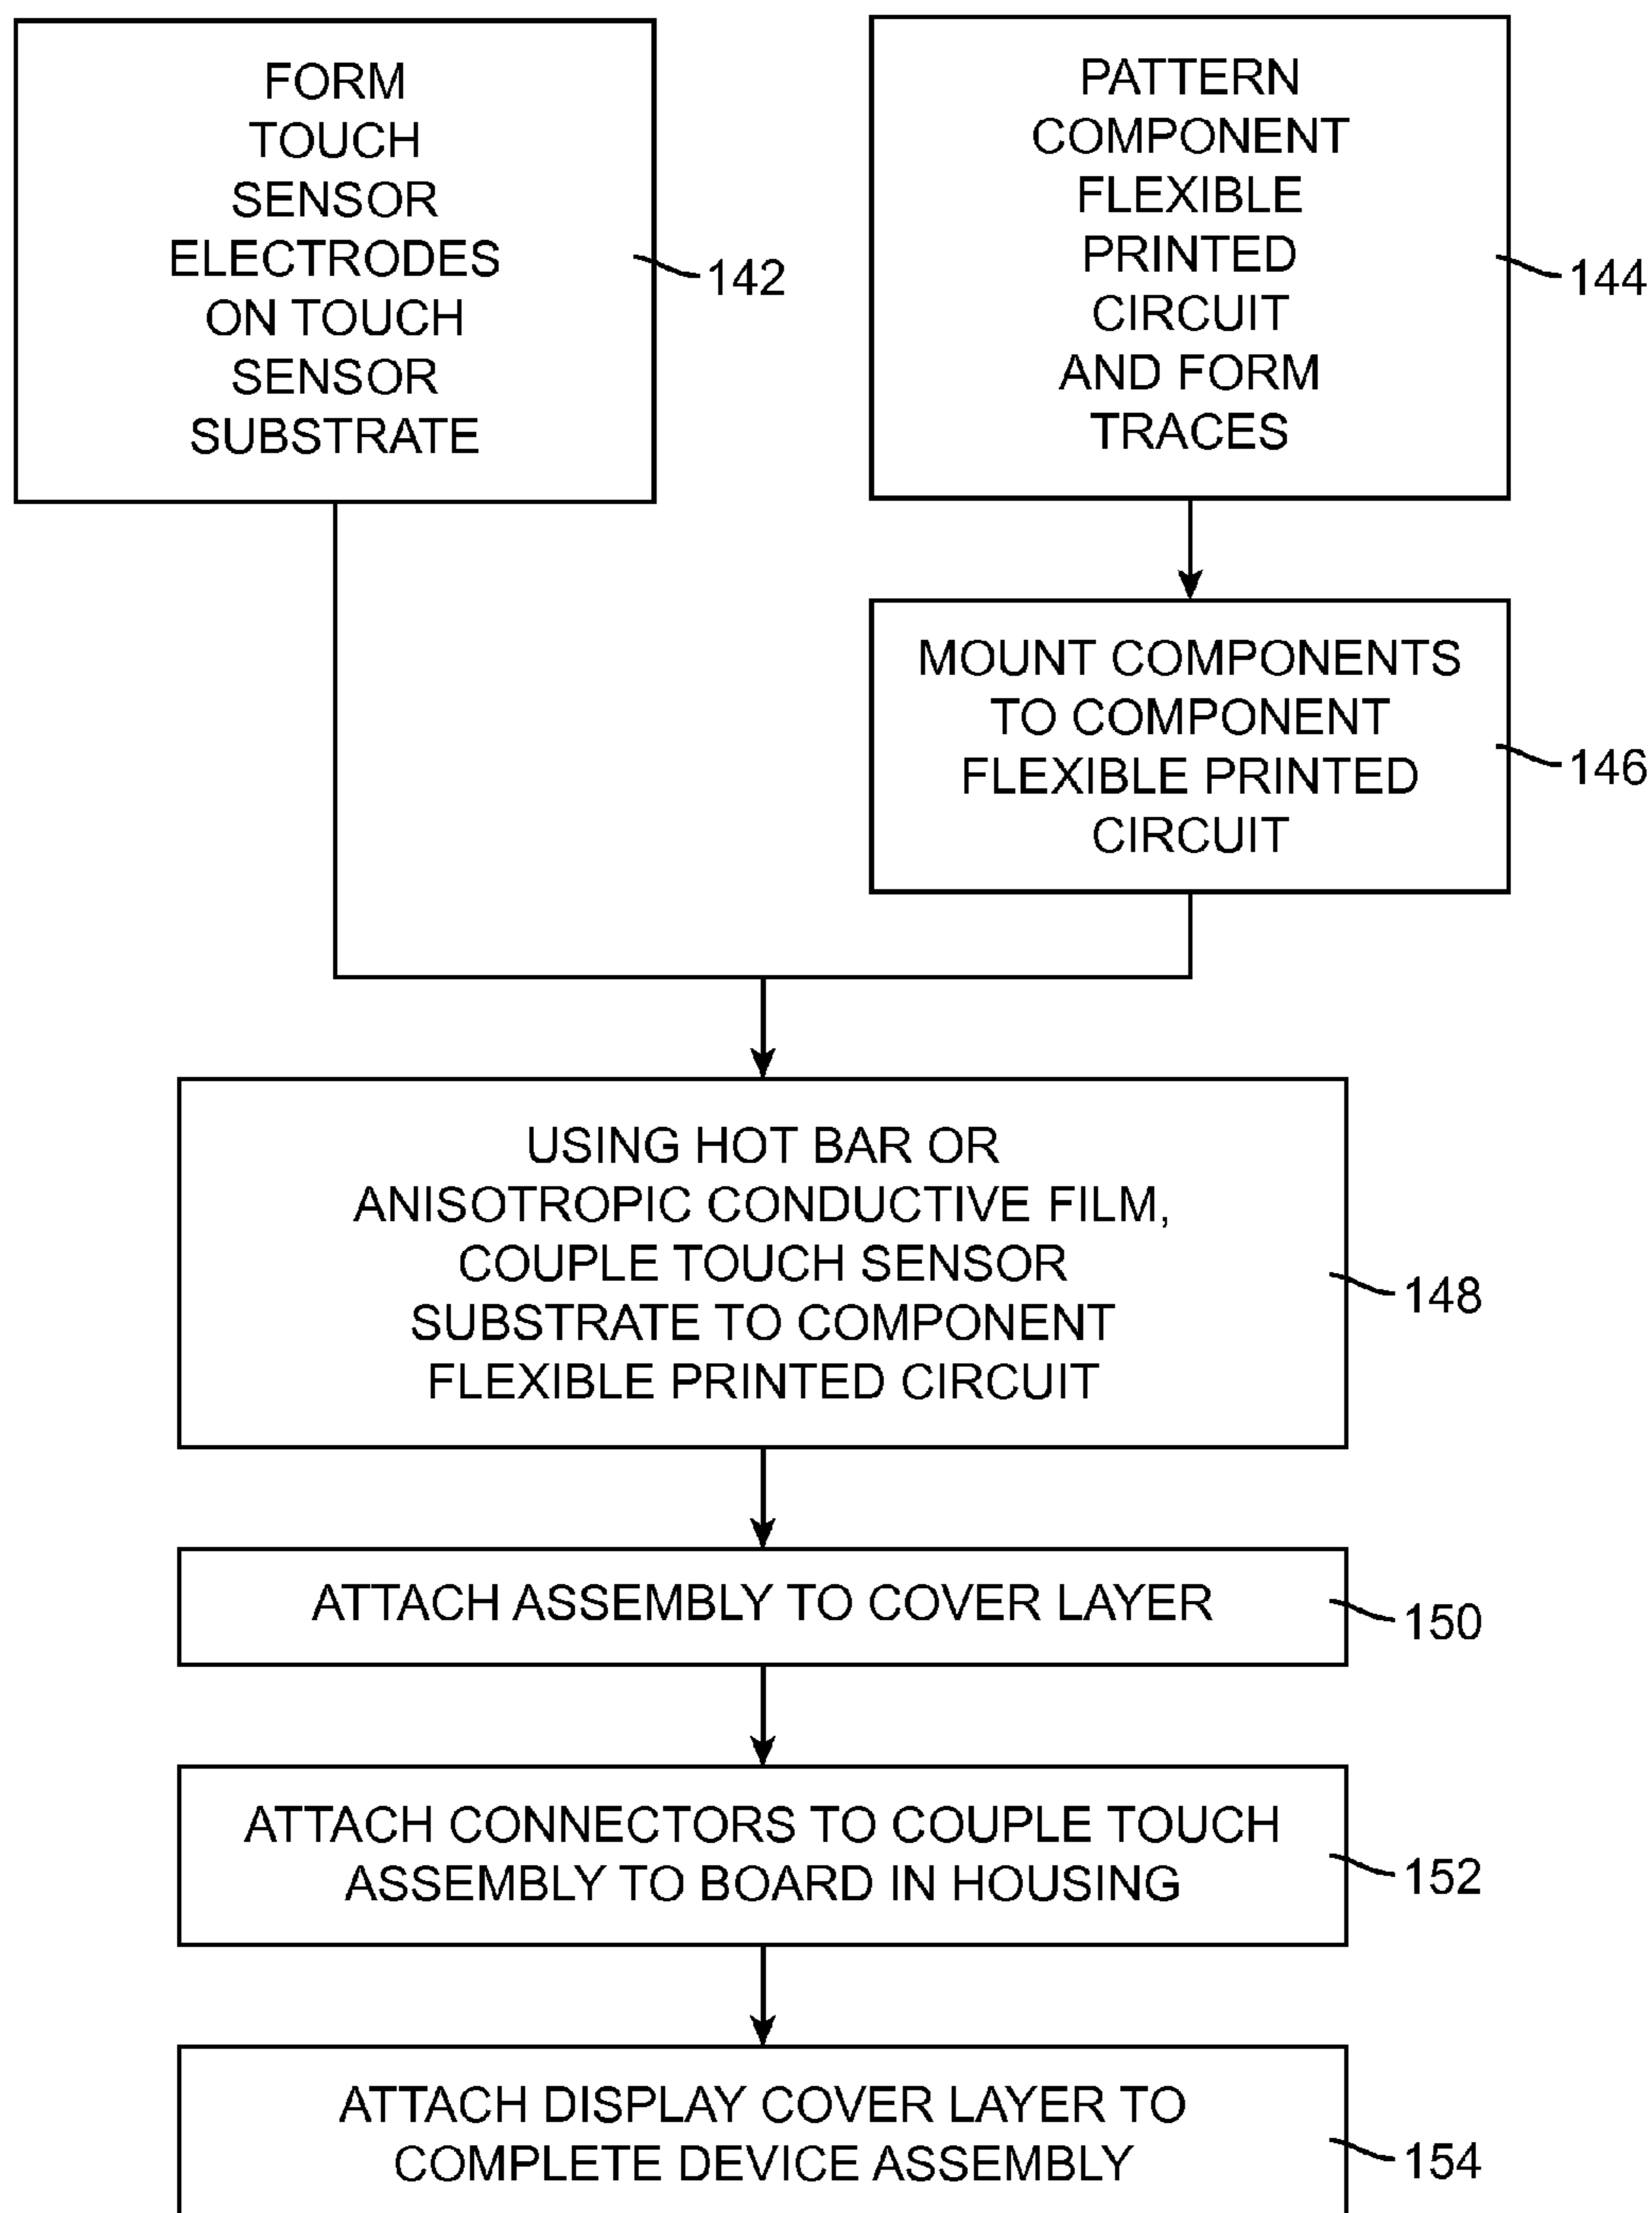 FORM
TOUCH
SENSOR
ELECTRODES
ON TOUCH
SENSOR
SUBSTRATE
142
PATTERN
COMPONENT
FLEXIBLE
PRINTED
CIRCUIT
AND FORM
TRACES
144
MOUNT COMPONENTS
TO COMPONENT
FLEXIBLE PRINTED
CIRCUIT
146
USING HOT BAR OR
ANISOTROPIC CONDUCTIVE FILM,
COUPLE TOUCH SENSOR
SUBSTRATE TO COMPONENT
FLEXIBLE PRINTED CIRCUIT
148
ATTACH ASSEMBLY TO COVER LAYER
150
ATTACH CONNECTORS TO COUPLE TOUCH
ASSEMBLY TO BOARD IN HOUSING
152
ATTACH DISPLAY COVER LAYER TO
COMPLETE DEVICE ASSEMBLY
154